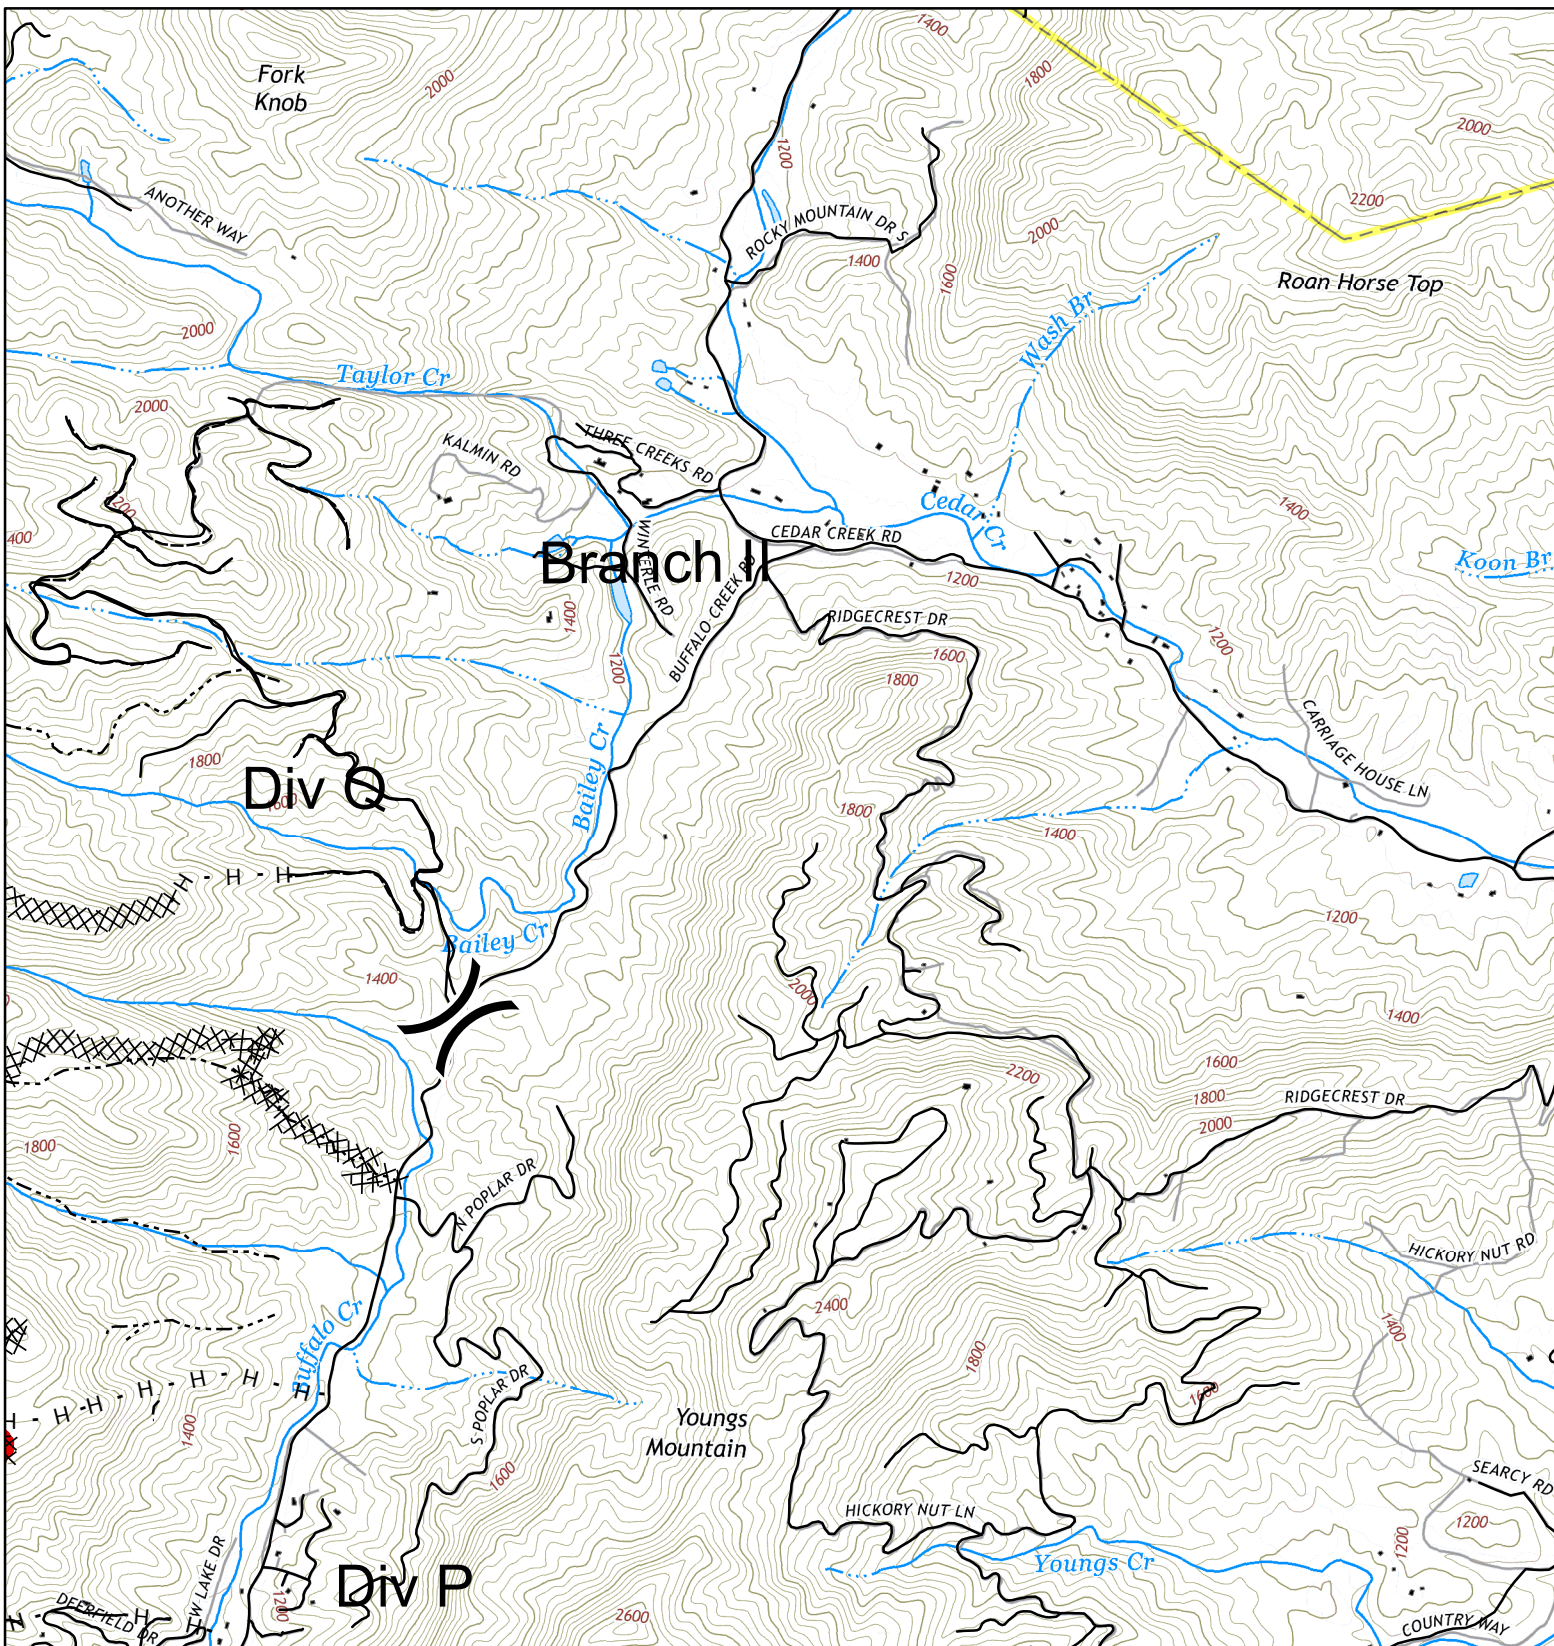 1400
Fork
Knob
2000
1800
2000
1200
ANOTHER WAY
2200
ROCKY MOUNTAIN DR S
2000
1400
1600
Roan Horse Top
Wash Br
2000
Taylor Cr
2000
THREE CREEKS RD
KALMIN RD
1400
Cedar Cr
400
CEDAR CREEK RD
Branch II
WINTERLE RD
BUFFALO CREEK RD
Koon Br
1200
1400
RIDGECREST DR
1200
1200
1600
1800
CARRIAGE HOUSE LN
1800
Div Q
1600
Bailey Cr
1800
1400
H - H - H
1200
Bailey Cr
1400
2000
1400
1600
2200
1800
RIDGECREST DR
2000
1800
1600
N POPLAR DR
HICKORY NUT RD
2400
1400
Buffalo Cr
1800
H - H - H - H - H - H - H
S POPLAR DR
1600
1400
Youngs
Mountain
1600
SEARCY RD
HICKORY NUT LN
1200
1200
Youngs Cr
W LAKE DR
Div P
1200
DEERFIELD DR
H
H
H
2600
COUNTRY WAY